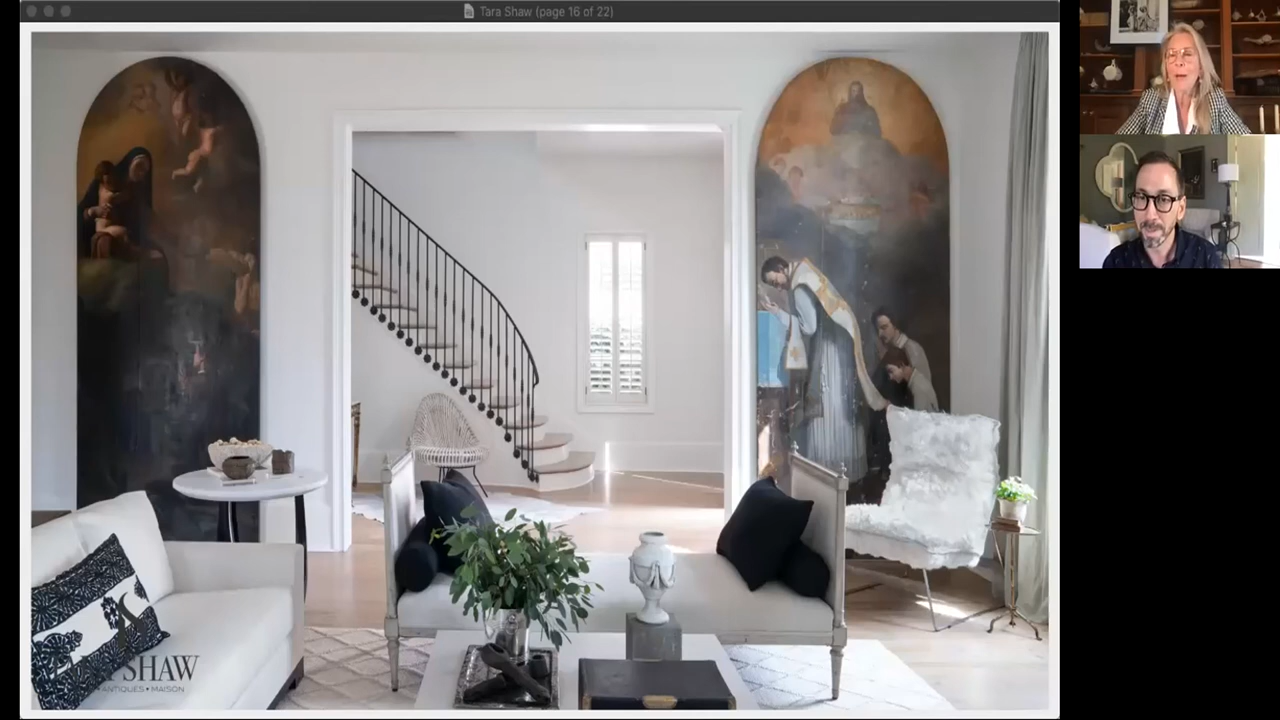 Tara Shaw (page 16 of 22)
SHAW
ANTIQUES • MAISON